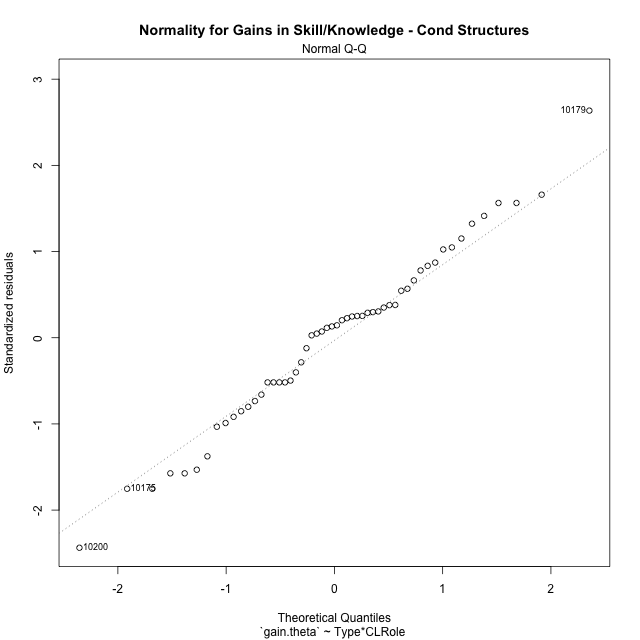 Normality for Gains in Skill/Knowledge - Cond Structures
Normal Q-Q
3
2
1
0
-1
-2
Standardized residuals
10179
10175
10200
-2
-1
0
1
2
Theoretical Quantiles
`gain.theta` ~ Type*CLRole